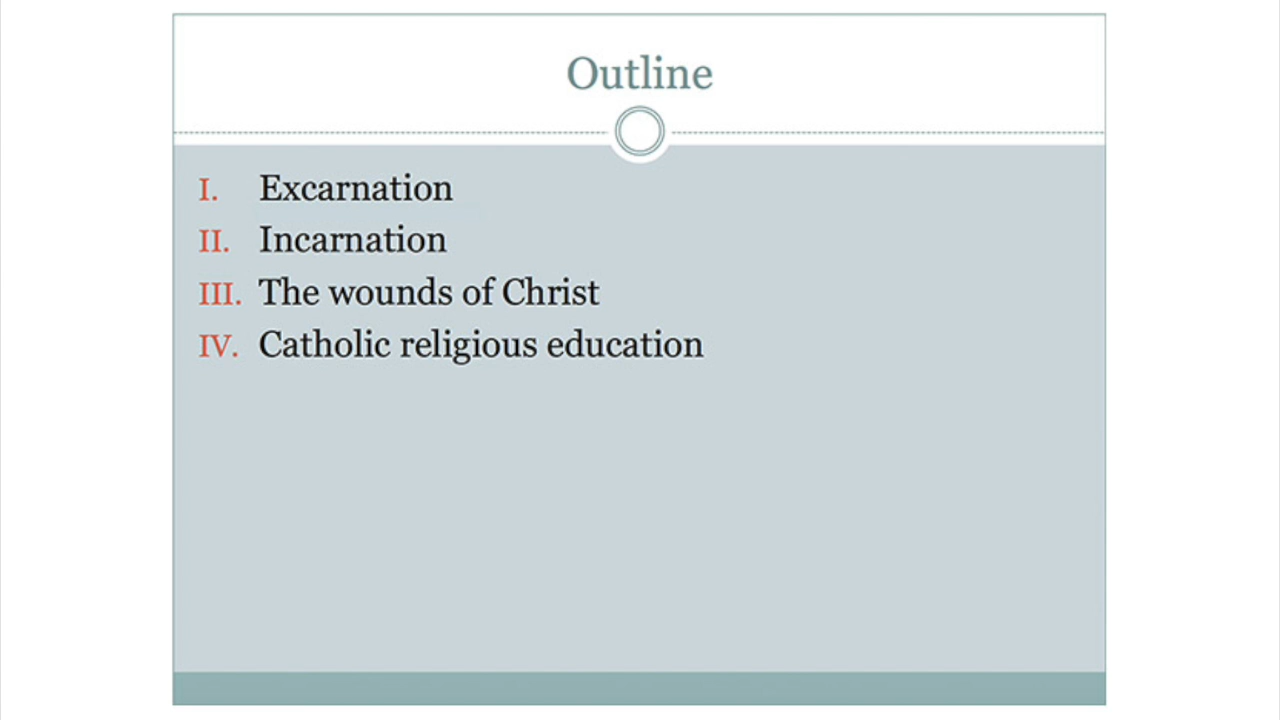 Outline
I. Excarnation
II. Incarnation
III. The wounds of Christ
IV. Catholic religious education